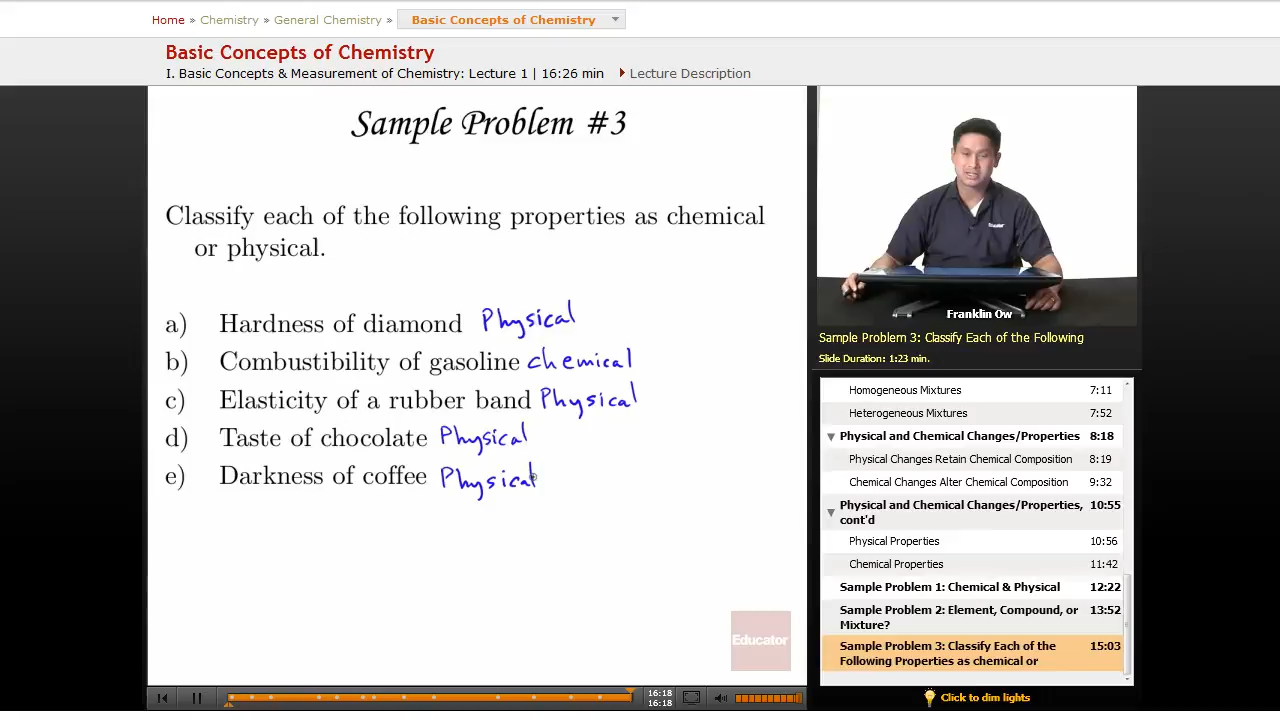 Home » Chemistry » General Chemistry » Basic Concepts of Chemistry
Basic Concepts of Chemistry
I. Basic Concepts & Measurement of Chemistry: Lecture 1 | 16:26 min Lecture Description
Sample Problem #3
Classify each of the following properties as chemical
or physical.
a) Hardness of diamond Physical
b) Combustibility of gasoline chemical
c) Elasticity of a rubber band Physical
d) Taste of chocolate Physical
e) Darkness of coffee Physical
Educator
16:18
16:18
Franklin Ow
Sample Problem 3: Classify Each of the Following
Slide Duration: 1:23 min.
Homogeneous Mixtures 7:11
Heterogeneous Mixtures 7:52
Physical and Chemical Changes/Properties 8:18
Physical Changes Retain Chemical Composition 8:19
Chemical Changes Alter Chemical Composition 9:32
Physical and Chemical Changes/Properties, 10:55
cont'd
Physical Properties 10:56
Chemical Properties 11:42
Sample Problem 1: Chemical & Physical 12:22
Sample Problem 2: Element, Compound, or 13:52
Mixture?
Sample Problem 3: Classify Each of the 15:03
Following Properties as chemical or
Click to dim lights